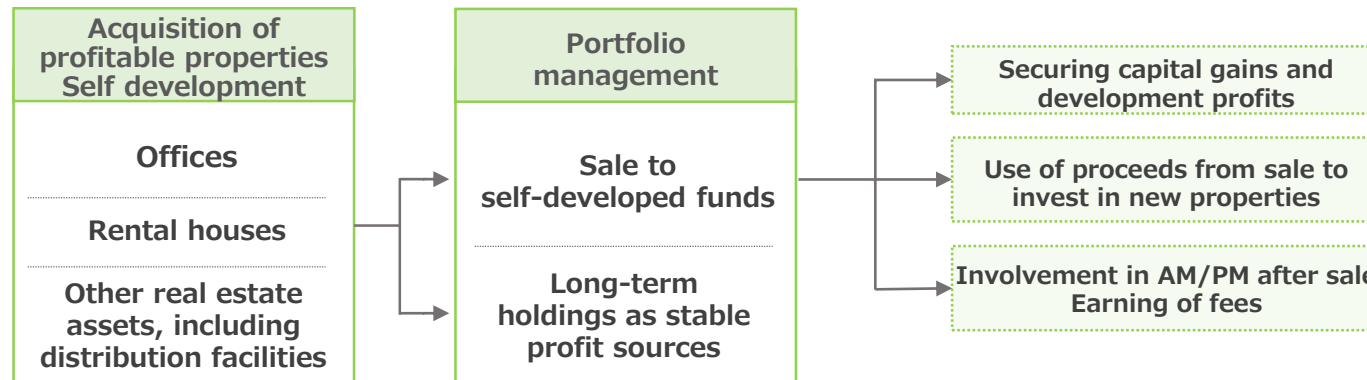 Acquisition of
profitable properties
Self development
Offices
Rental houses
Other real estate
assets, including
distribution facilities
Portfolio
management
Sale to
self-developed funds
Long-term
holdings as stable
profit sources
Securing capital gains and
development profits
Use of proceeds from sale to
invest in new properties
Involvement in AM/PM after sale
Earning of fees